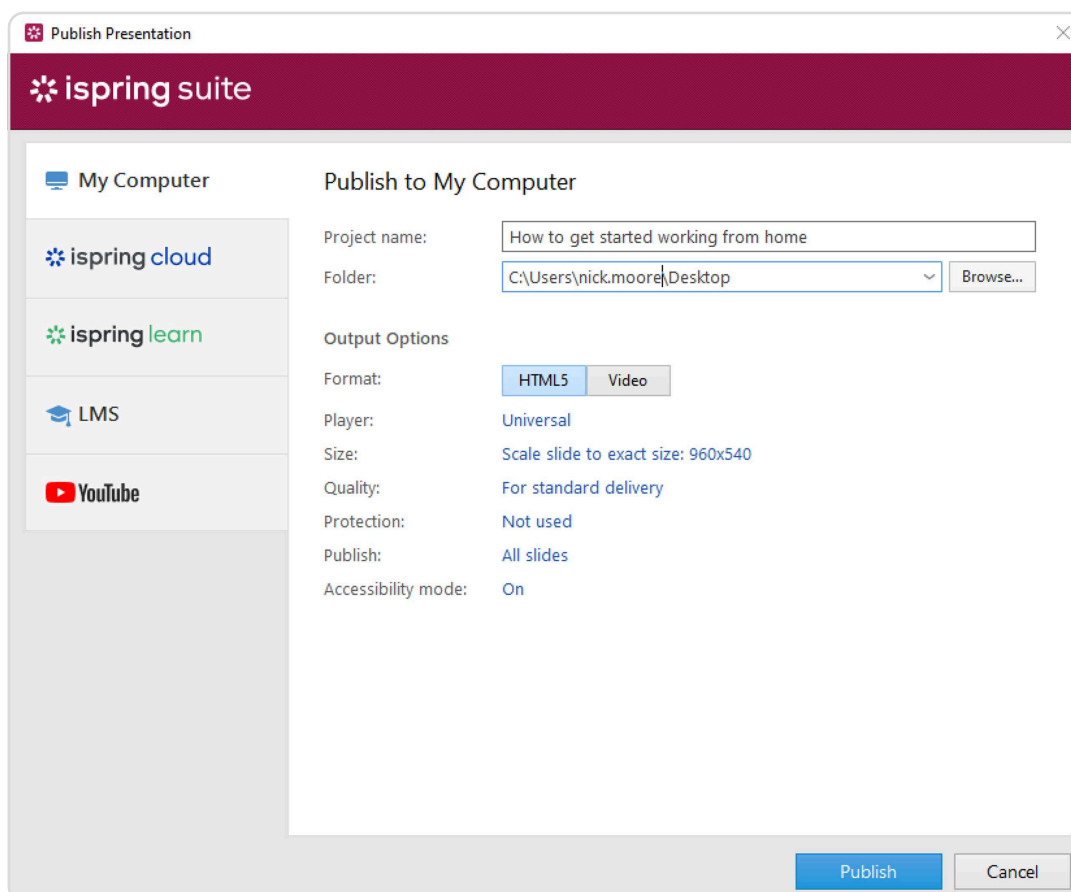 Publish Presentation
ispring suite
My Computer
ispring cloud
ispring learn
LMS
YouTube
Publish to My Computer
Project name: How to get started working from home
Folder: C:\Users\nick.moore\Desktop Browse...
Output Options
Format: HTML5 Video
Player: Universal
Size: Scale slide to exact size: 960x540
Quality: For standard delivery
Protection: Not used
Publish: All slides
Accessibility mode: On
Publish Cancel